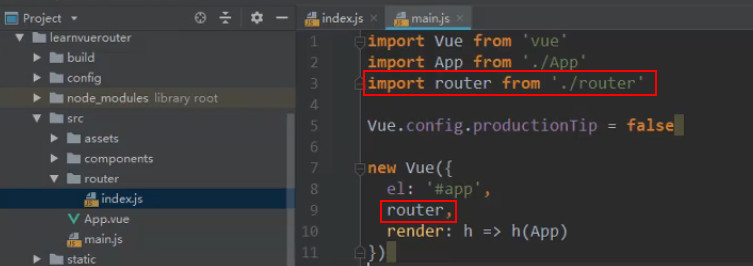 Project
index.js
main.js
learnvuerouter
build
config
node_modules library root
src
assets
components
router
index.js
App.vue
main.js
static
1 import Vue from 'vue'
2 import App from './App'
3 import router from './router'
4
5 Vue.config.productionTip = false
6
7 new Vue({
8 el: '#app',
9 router,
10 render: h => h(App)
11 })